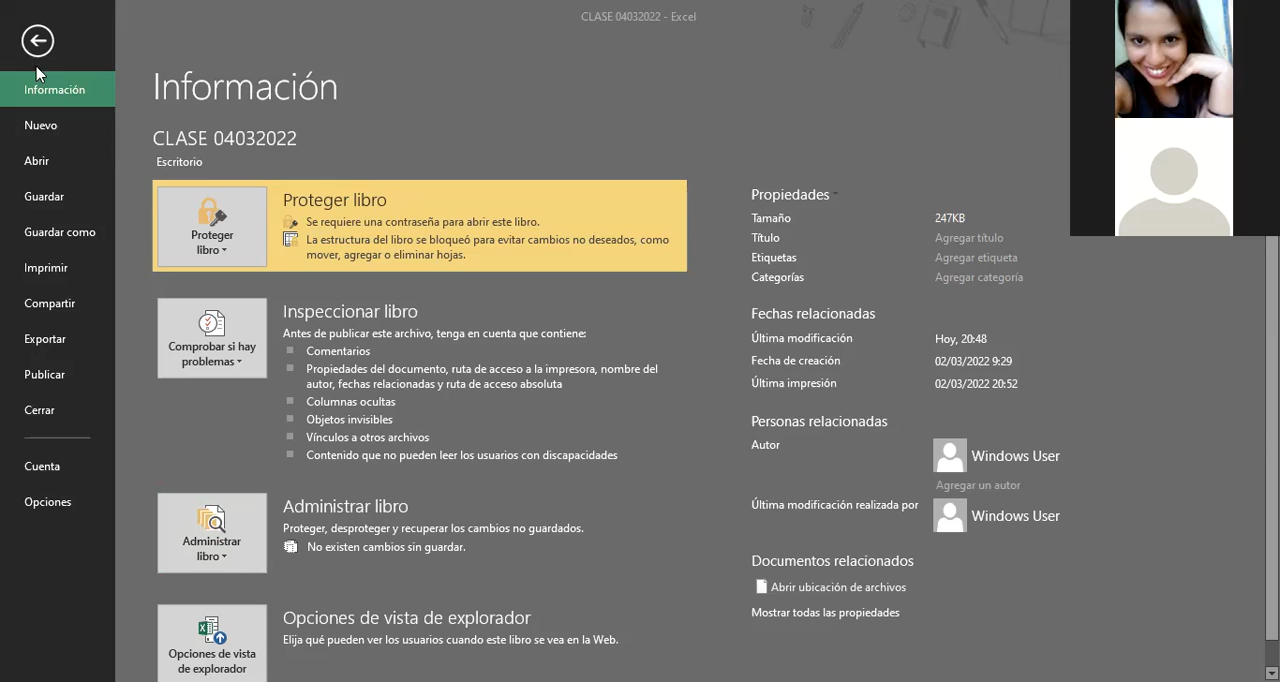 CLASE 04032022 - Excel
Información
Nuevo
Abrir
Guardar
Guardar como
Imprimir
Compartir
Exportar
Publicar
Cerrar
Cuenta
Opciones
Información
CLASE 04032022
Escritorio
Proteger
libro
Proteger libro
Se requiere una contraseña para abrir este libro.
La estructura del libro se bloqueó para evitar cambios no deseados, como
mover, agregar o eliminar hojas.
Comprobar si hay
problemas
Inspeccionar libro
Antes de publicar este archivo, tenga en cuenta que contiene:
Comentarios
Propiedades del documento, ruta de acceso a la impresora, nombre del
autor, fechas relacionadas y ruta de acceso absoluta
Columnas ocultas
Objetos invisibles
Vínculos a otros archivos
Contenido que no pueden leer los usuarios con discapacidades
Administrar
libro
Administrar libro
Proteger, desproteger y recuperar los cambios no guardados.
No existen cambios sin guardar.
Opciones de vista
de explorador
Opciones de vista de explorador
Elija qué pueden ver los usuarios cuando este libro se vea en la Web.
Propiedades
Tamaño 247KB
Título Agregar título
Etiquetas Agregar etiqueta
Categorías Agregar categoría
Fechas relacionadas
Última modificación Hoy, 20:48
Fecha de creación 02/03/2022 9:29
Última impresión 02/03/2022 20:52
Personas relacionadas
Autor Windows User
Agregar un autor
Última modificación realizada por Windows User
Documentos relacionados
Abrir ubicación de archivos
Mostrar todas las propiedades